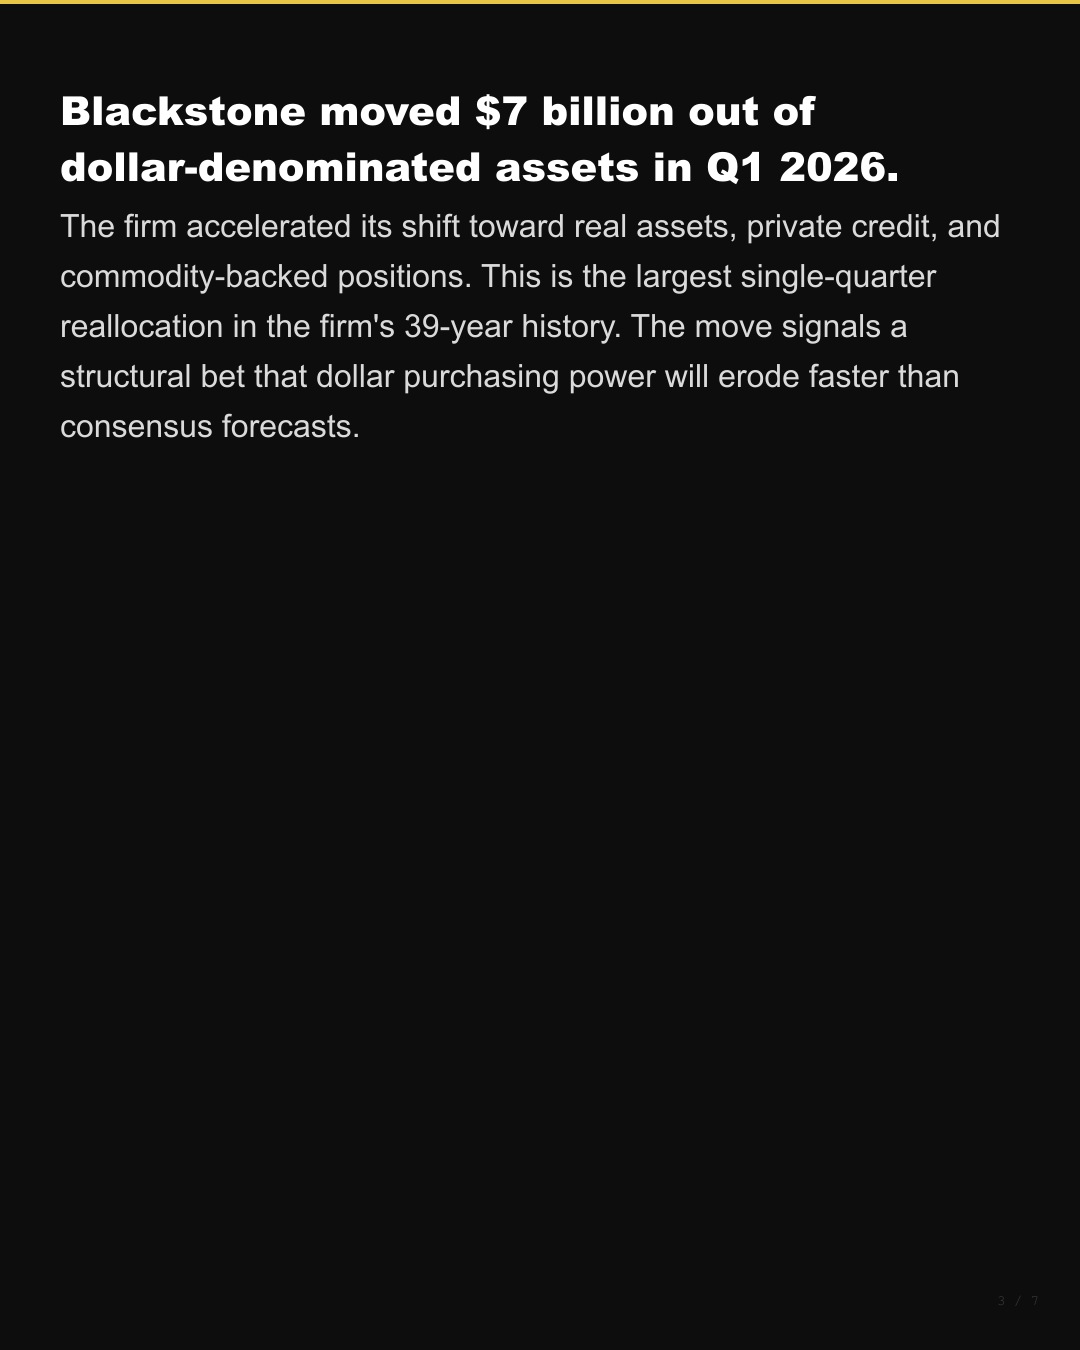 Blackstone moved $7 billion out of
dollar-denominated assets in Q1 2026.
The firm accelerated its shift toward real assets, private credit, and
commodity-backed positions. This is the largest single-quarter
reallocation in the firm's 39-year history. The move signals a
structural bet that dollar purchasing power will erode faster than
consensus forecasts.
3 / 7